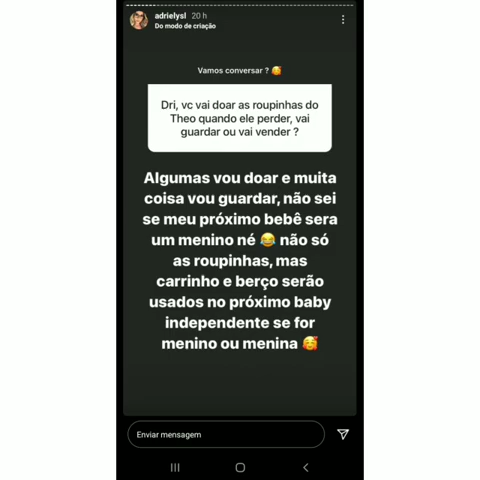 adrielysl 20 h
Do modo de criação
Vamos conversar ? 🥰
Dri, vc vai doar as roupinhas do
Theo quando ele perder, vai
guardar ou vai vender ?
Algumas vou doar e muita
coisa vou guardar, não sei
se meu próximo bebê sera
um menino né 😂 não só
as roupinhas, mas
carrinho e berço serão
usados no próximo baby
independente se for
menino ou menina 🥰
Enviar mensagem